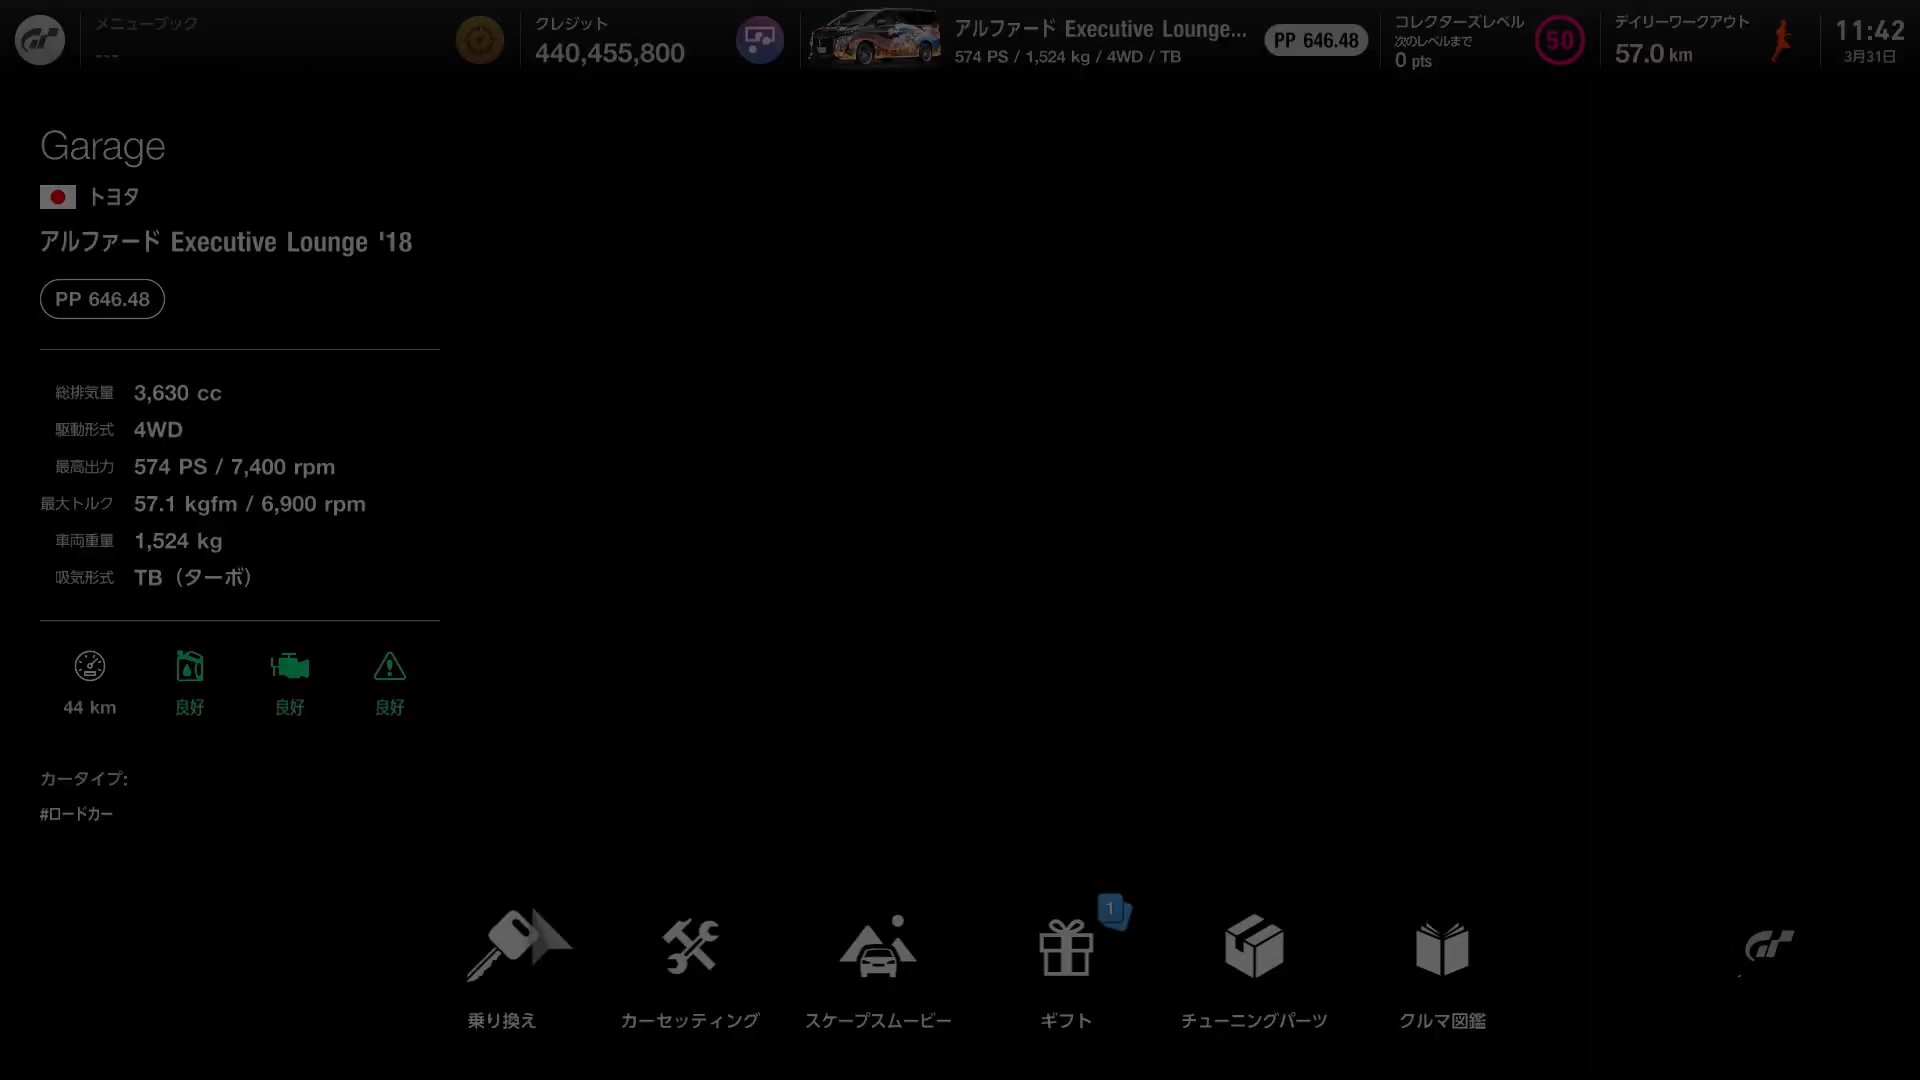 メニューブック
---
クレジット
440,455,800
アルファード Executive Lounge...
574 PS / 1,524 kg / 4WD / TB
PP 646.48
コレクターズレベル
次のレベルまで
0 pts
50
デイリーワークアウト
57.0 km
11:42
3月31日
Garage
トヨタ
アルファード Executive Lounge '18
PP 646.48
総排気量 3,630 cc
駆動形式 4WD
最高出力 574 PS / 7,400 rpm
最大トルク 57.1 kgfm / 6,900 rpm
車両重量 1,524 kg
吸気形式 TB（ターボ）
44 km 良好 良好 良好
カータイプ:
#ロードカー
1
乗り換え カーセッティング スケープスムービー ギフト チューニングパーツ クルマ図鑑